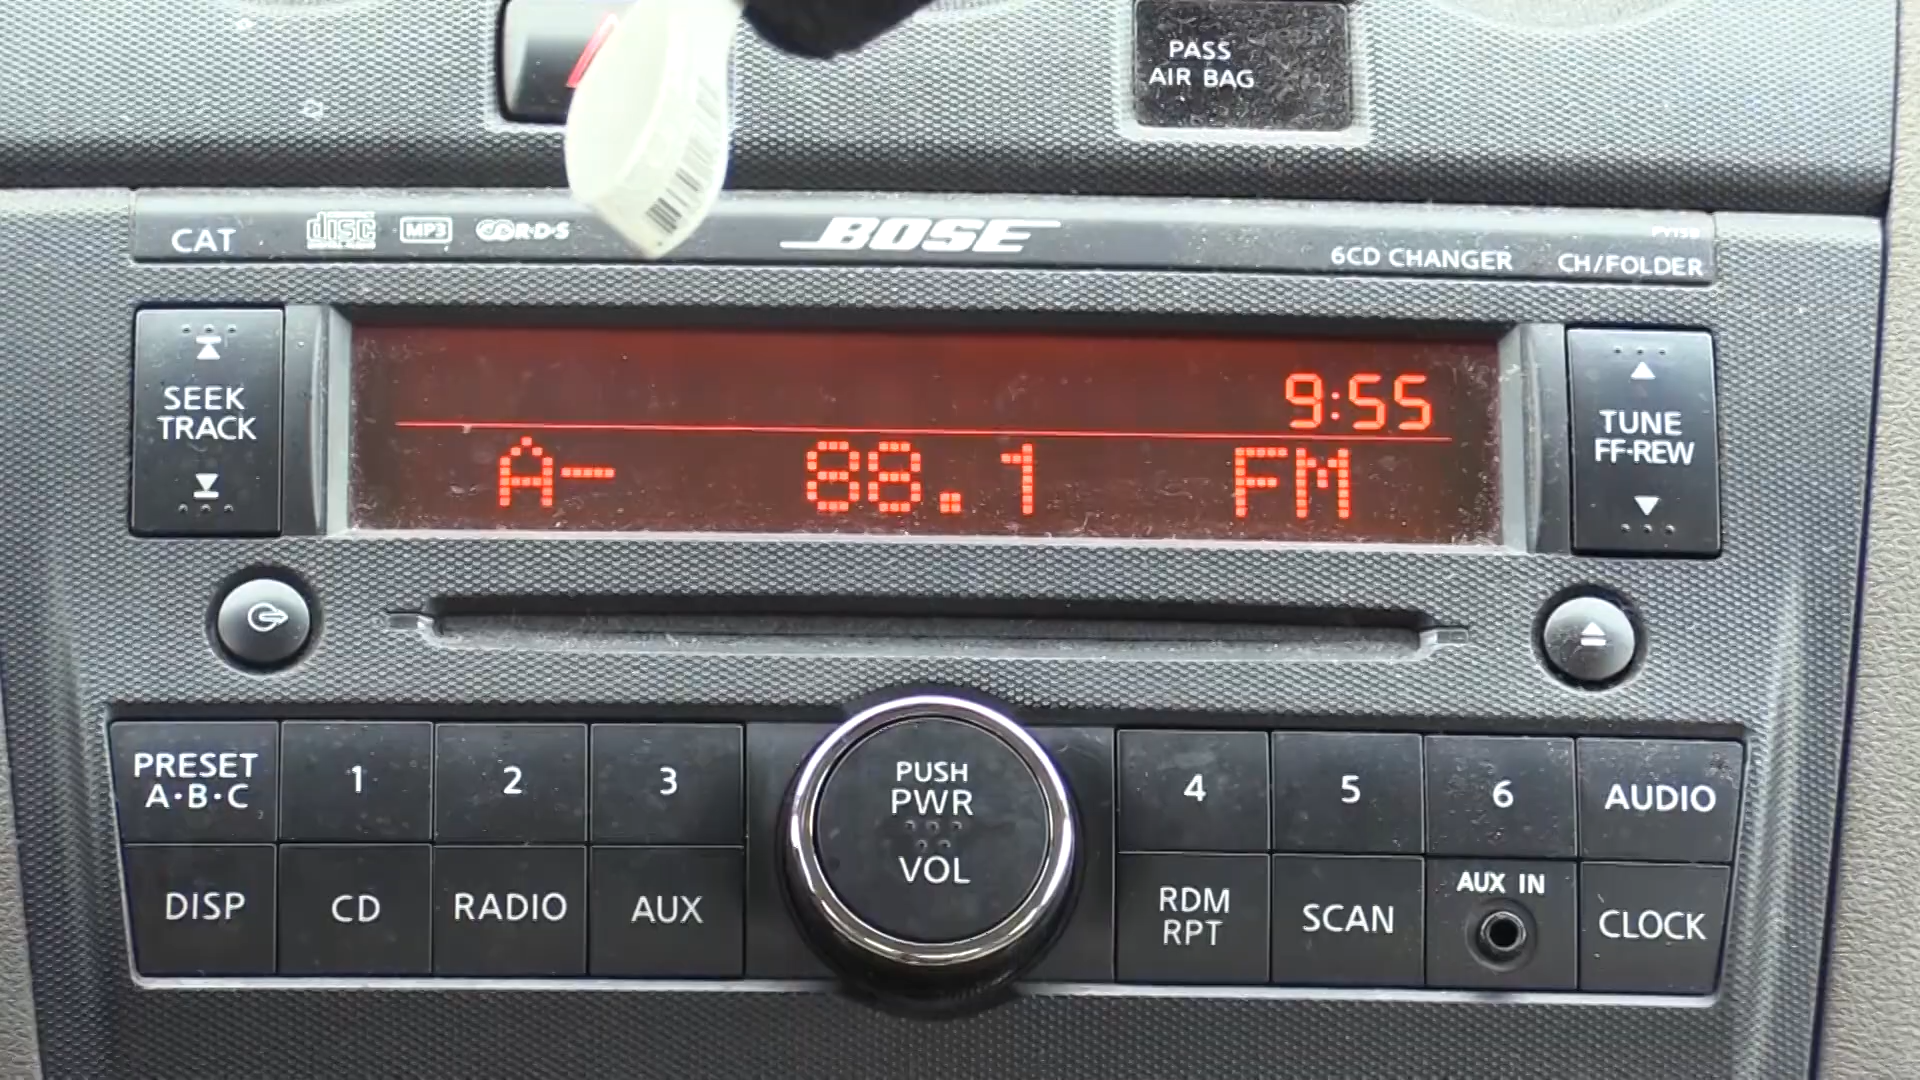 PASS
AIR BAG
CAT
disc
MP3
R·D·S
BOSE
6CD CHANGER
CH/FOLDER
SEEK
TRACK
9:55
A-
88.1
FM
TUNE
FF·REW
PRESET
A·B·C
1
2
3
PUSH
PWR
VOL
4
5
6
AUDIO
DISP
CD
RADIO
AUX
RDM
RPT
SCAN
AUX IN
CLOCK